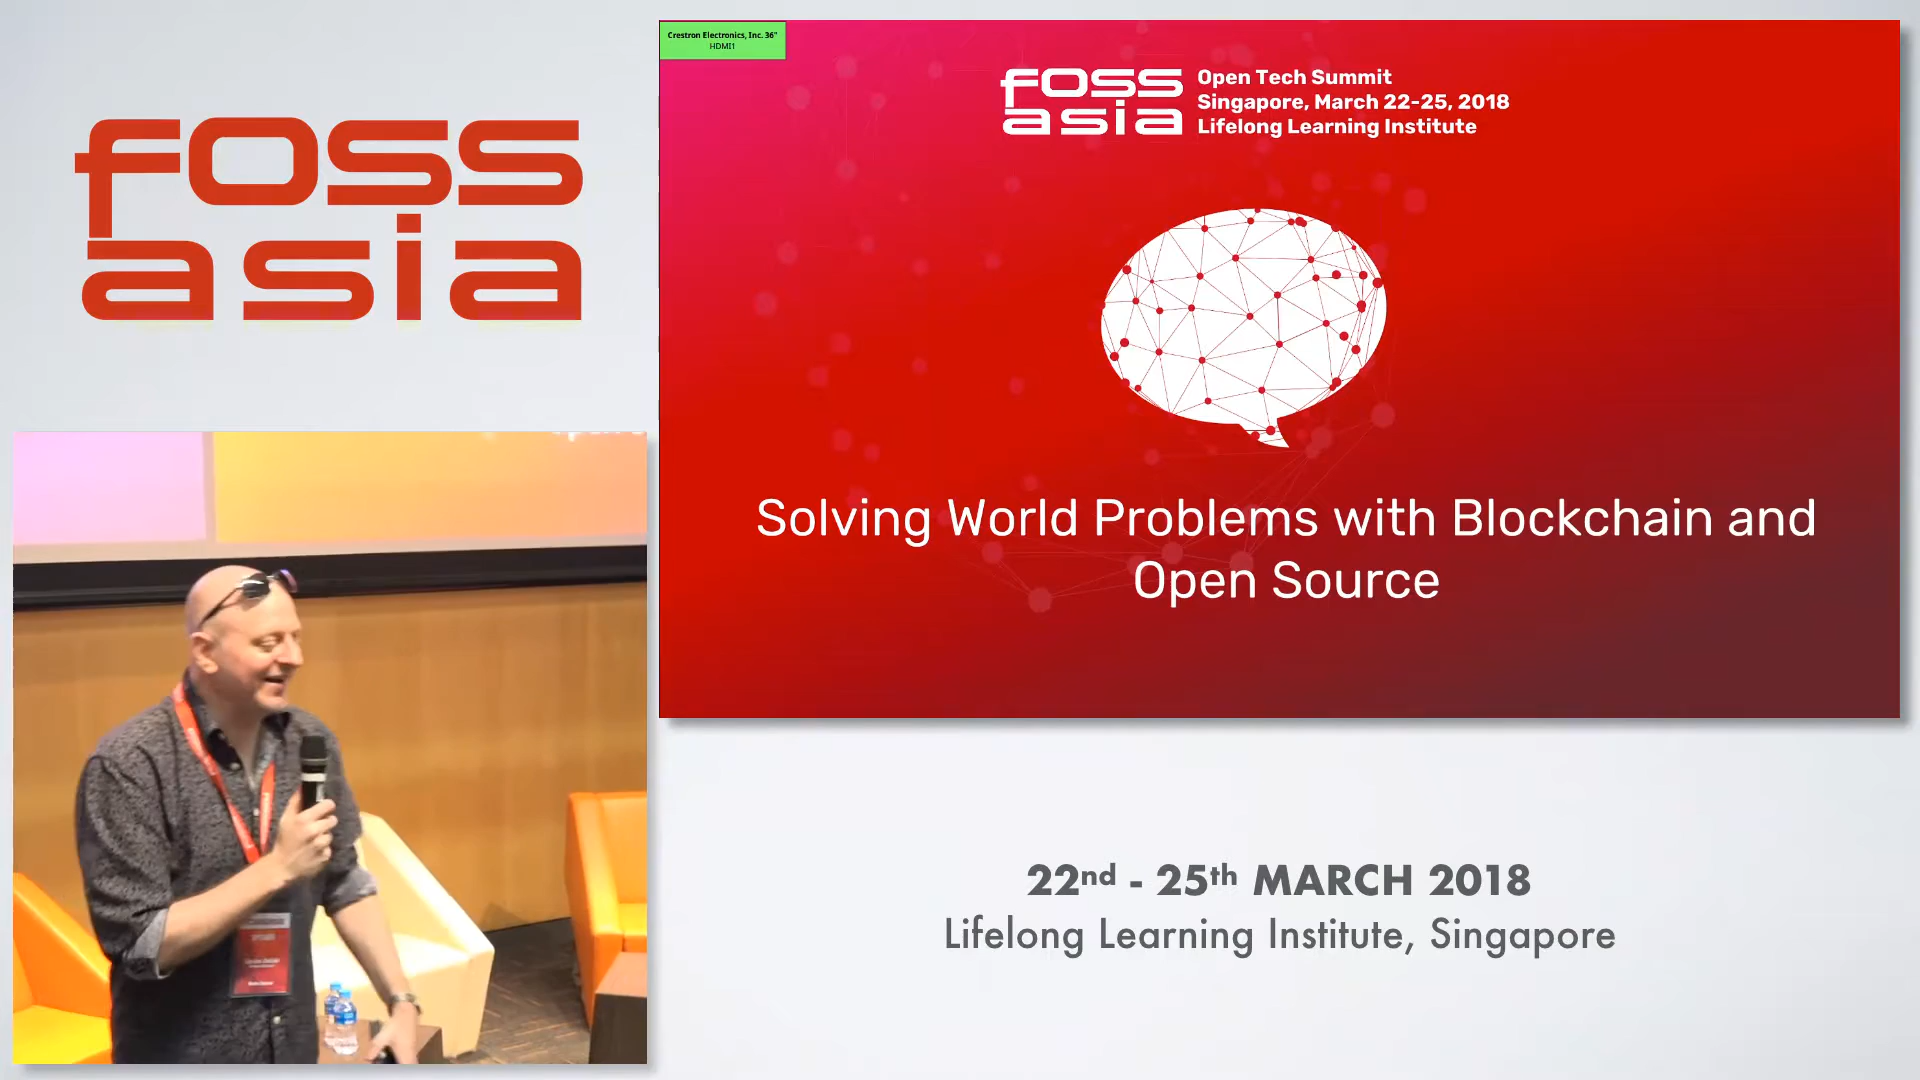 foss
asia
Crestron Electronics, Inc. 36"
HDMI1
foss
asia
Open Tech Summit
Singapore, March 22-25, 2018
Lifelong Learning Institute
Solving World Problems with Blockchain and
Open Source
22nd - 25th MARCH 2018
Lifelong Learning Institute, Singapore